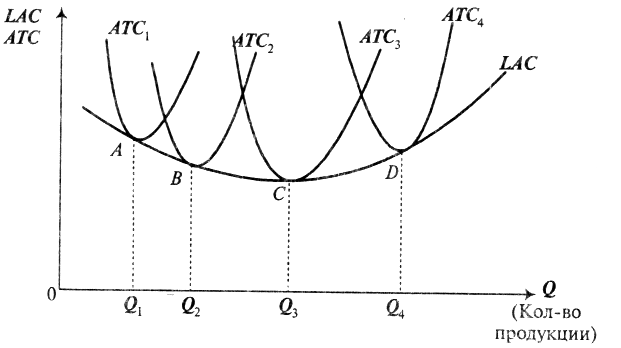 LAC
ATC
ATC₁
ATC₂
ATC₃
ATC₄
LAC
A
B
C
D
0
Q₁
Q₂
Q₃
Q₄
Q
(Кол-во
продукции)